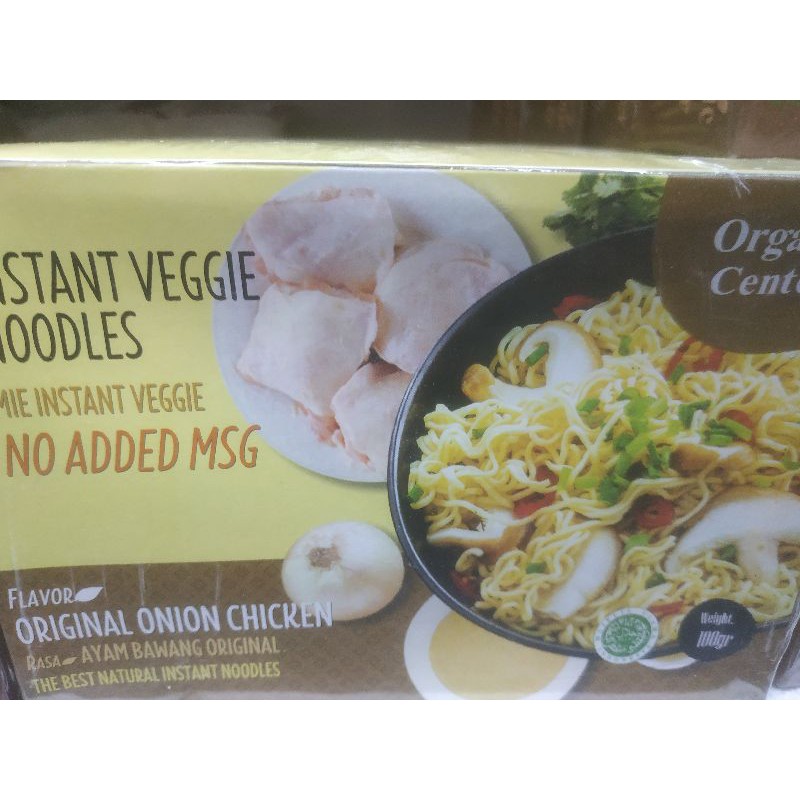 NSTANT VEGGIE
NOODLES
MIE INSTANT VEGGIE
NO ADDED MSG
Orga
Cente
FLAVOR
ORIGINAL ONION CHICKEN
RASA AYAM BAWANG ORIGINAL
THE BEST NATURAL INSTANT NOODLES
Weight.
100gr